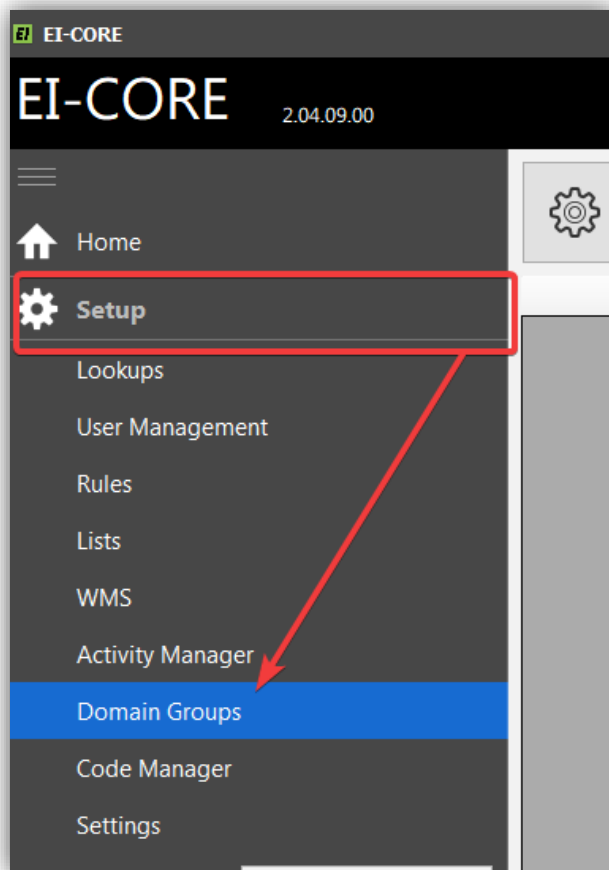 EI EI-CORE
EI-CORE 2.04.09.00
Home
Setup
Lookups
User Management
Rules
Lists
WMS
Activity Manager
Domain Groups
Code Manager
Settings